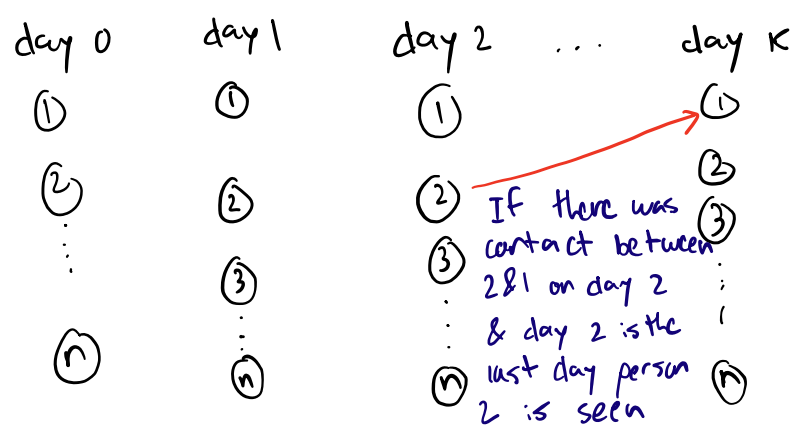 day 0 day 1 day 2 ... day K
1 1 1 1
2 2 2 2
3 3 3
n n n n
If there was
contact between
2&1 on day 2
& day 2 is the
last day person
2 is seen